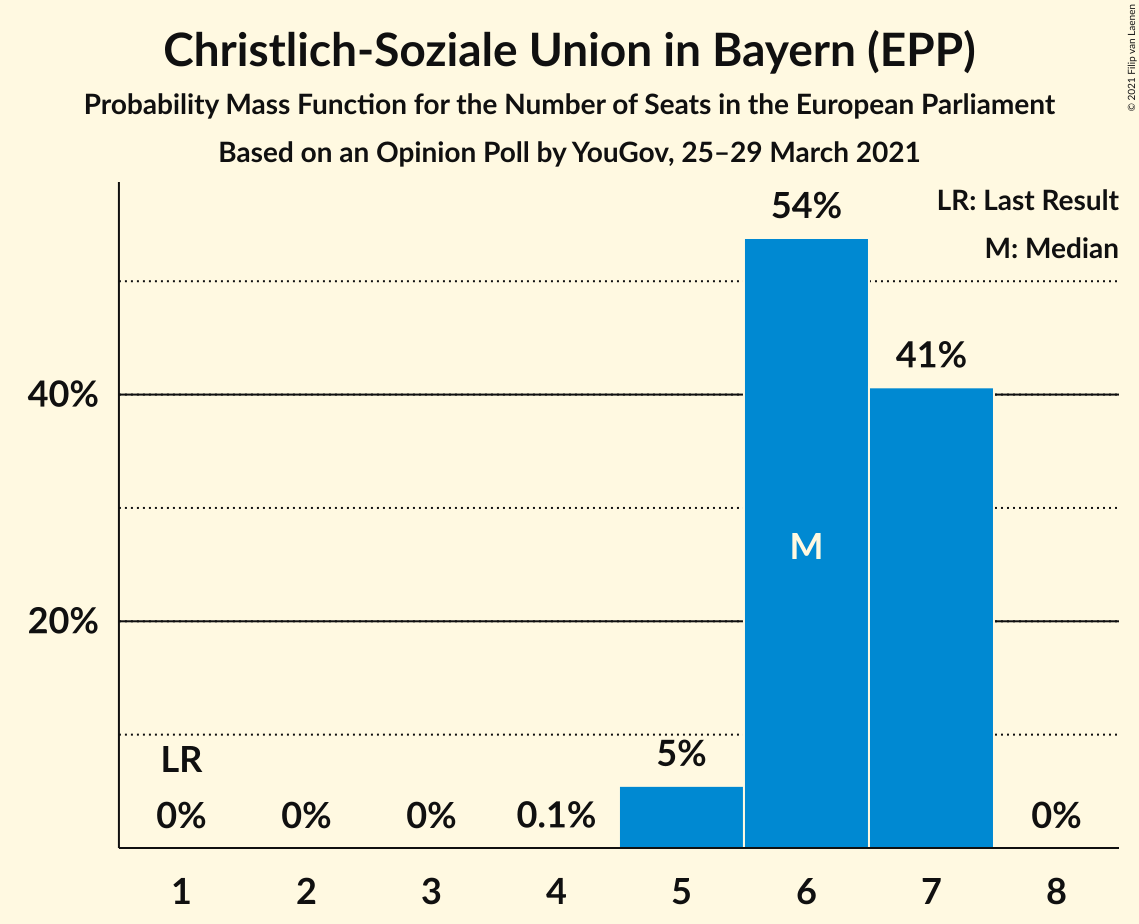 Christlich-Soziale Union in Bayern (EPP)
Probability Mass Function for the Number of Seats in the European Parliament
Based on an Opinion Poll by YouGov, 25–29 March 2021
© 2021 Filip van Laenen
LR: Last Result
M: Median
54%
41%
40%
M
20%
LR
5%
0%
0%
0%
0.1%
0%
1 2 3 4 5 6 7 8